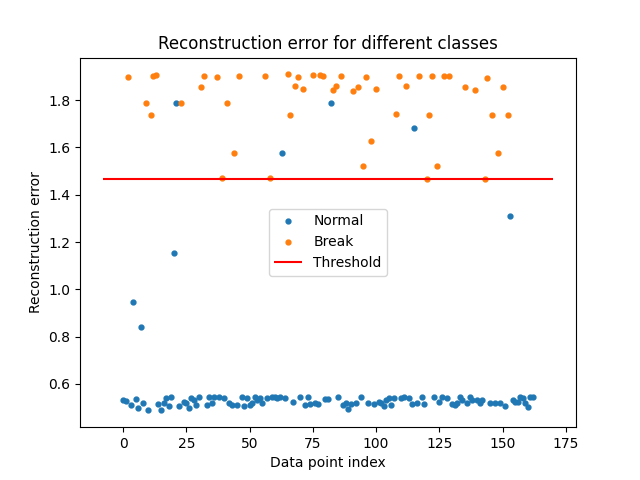 Reconstruction error for different classes
Reconstruction error
1.8
1.6
1.4
1.2
1.0
0.8
0.6
Normal
Break
Threshold
0 25 50 75 100 125 150 175
Data point index